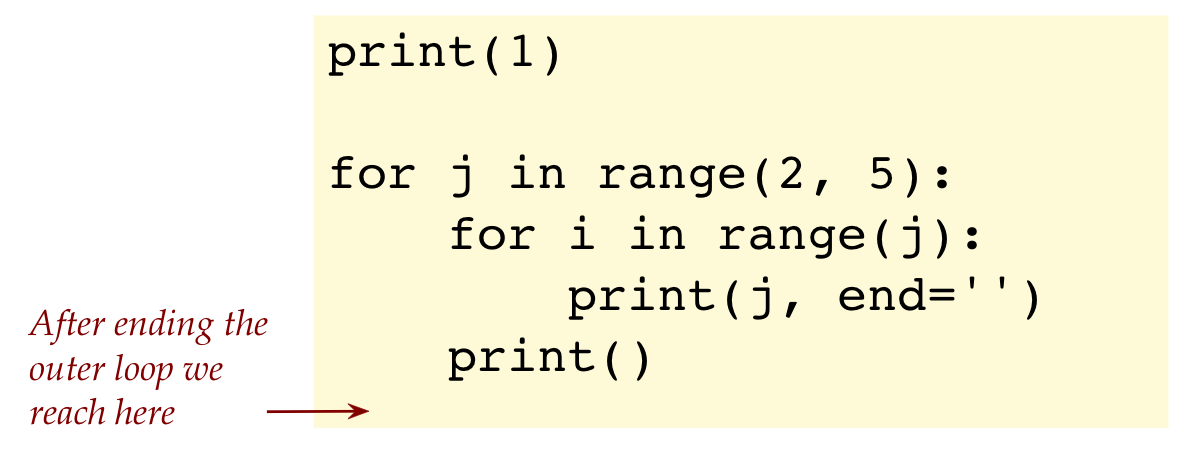 print(1)
for j in range(2, 5):
    for i in range(j):
        print(j, end='')
    print()
After ending the
outer loop we
reach here